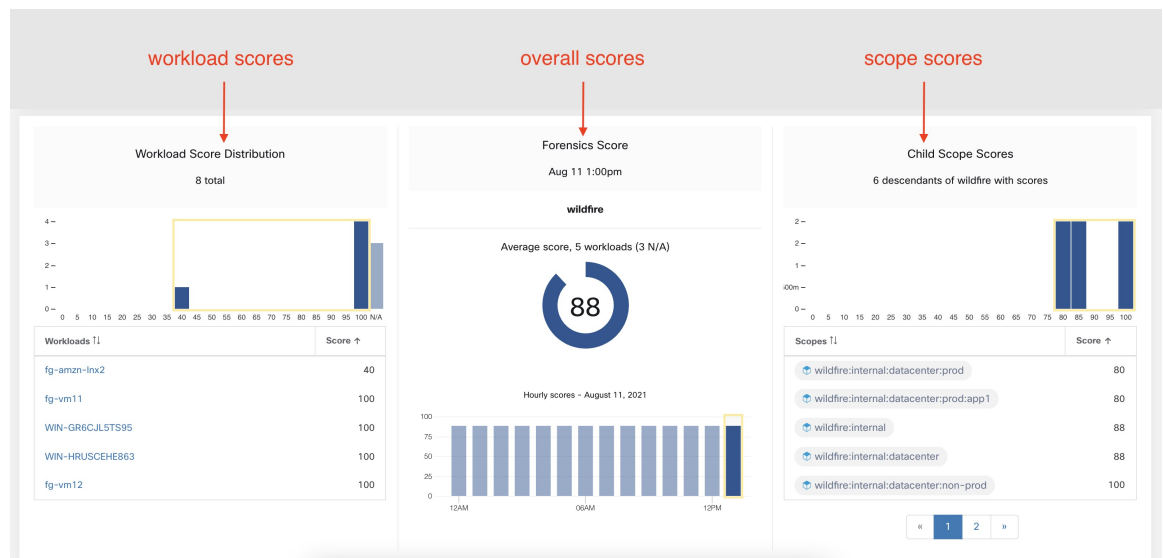 workload scores
overall scores
scope scores
Workload Score Distribution
8 total
4
3
2
1
0
0 5 10 15 20 25 30 35 40 45 50 55 60 65 70 75 80 85 90 95 100 N/A
Workloads Score
fg-amzn-lnx2 40
fg-vm11 100
WIN-GR6CJL5TS95 100
WIN-HRUSCEHE863 100
fg-vm12 100
Forensics Score
Aug 11 1:00pm
wildfire
Average score, 5 workloads (3 N/A)
88
Hourly scores - August 11, 2021
100
75
50
25
0
12AM 06AM 12PM
Child Scope Scores
6 descendants of wildfire with scores
2
2
1
500m
0
0 5 10 15 20 25 30 35 40 45 50 55 60 65 70 75 80 85 90 95 100
Scopes Score
wildfire:internal:datacenter:prod 80
wildfire:internal:datacenter:prod:app1 80
wildfire:internal 88
wildfire:internal:datacenter 88
wildfire:internal:datacenter:non-prod 100
« 1 2 »